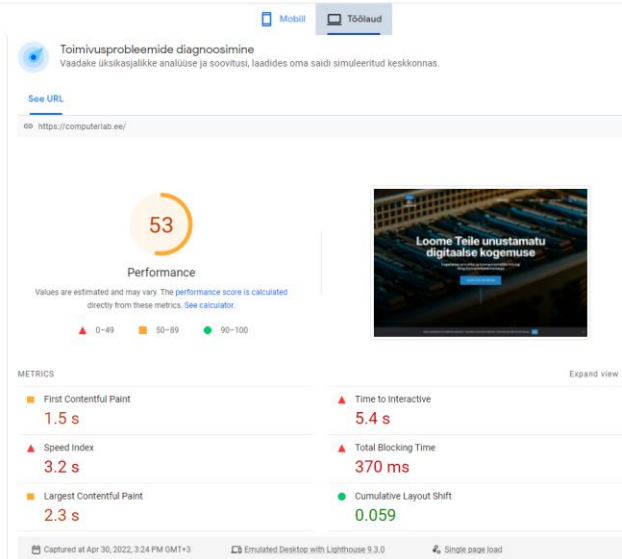 Mobiil
Töölaud
Toimivusprobleemide diagnoosimine
Vaadake üksikasjalikke analüüse ja soovitusi, laadides oma saidi simuleeritud keskkonnas.
See URL
https://computerlab.ee/
53
Performance
Values are estimated and may vary. The performance score is calculated
directly from these metrics. See calculator.
0–49
50–89
90–100
Loome Teile unustamatu
digitaalse kogemuse
METRICS
Expand view
First Contentful Paint
1.5 s
Time to Interactive
5.4 s
Speed Index
3.2 s
Total Blocking Time
370 ms
Largest Contentful Paint
2.3 s
Cumulative Layout Shift
0.059
Captured at Apr 30, 2022, 3:24 PM GMT+3
Emulated Desktop with Lighthouse 9.3.0
Single page load